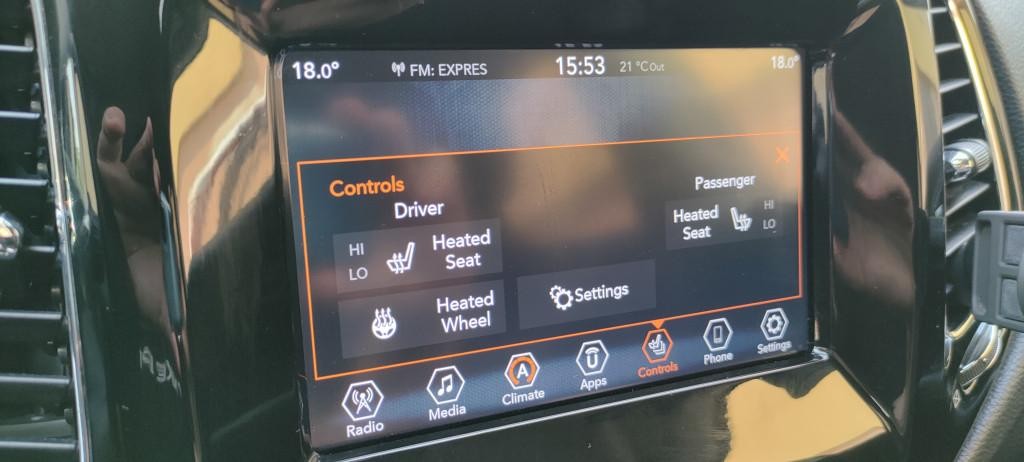 18.0° FM: EXPRES 15:53 21 °C Out 18.0°
Controls
Driver
HI
LO
Heated
Seat
Heated
Wheel
Settings
Passenger
Heated
Seat
HI
LO
Radio
Media
A
Climate
Apps
Controls
Phone
Settings